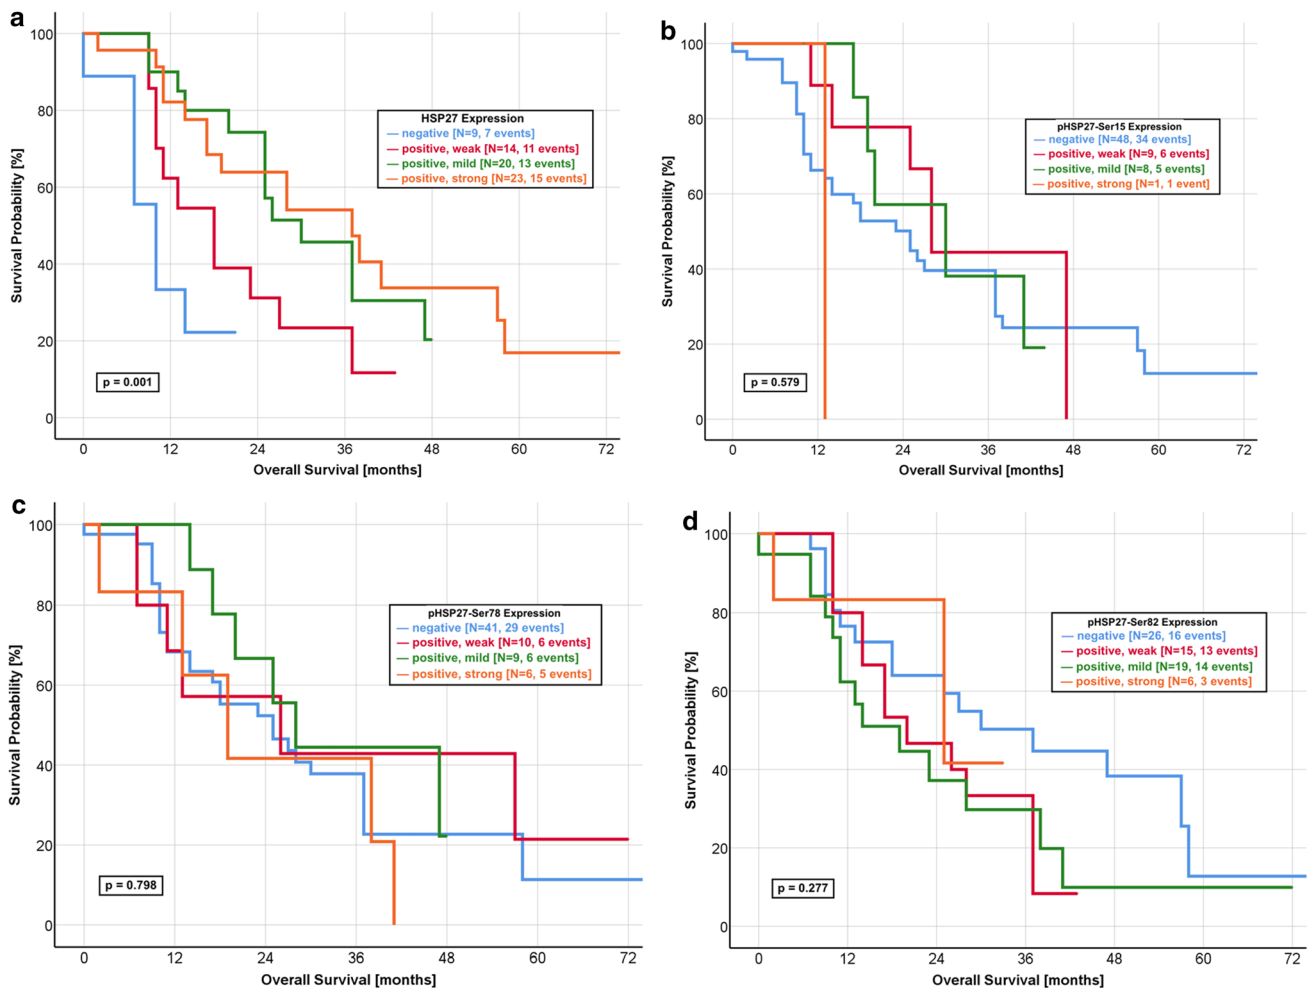 a
HSP27 Expression
negative [N=9, 7 events]
positive, weak [N=14, 11 events]
positive, mild [N=20, 13 events]
positive, strong [N=23, 15 events]
Survival Probability [%]
100
80
60
40
20
0
p = 0.001
0 12 24 36 48 60 72
Overall Survival [months]
b
pHSP27-Ser15 Expression
negative [N=48, 34 events]
positive, weak [N=9, 6 events]
positive, mild [N=8, 5 events]
positive, strong [N=1, 1 event]
Survival Probability [%]
100
80
60
40
20
0
p = 0.579
0 12 24 36 48 60 72
Overall Survival [months]
c
pHSP27-Ser78 Expression
negative [N=41, 29 events]
positive, weak [N=10, 6 events]
positive, mild [N=9, 6 events]
positive, strong [N=6, 5 events]
Survival Probability [%]
100
80
60
40
20
0
p = 0.798
0 12 24 36 48 60 72
Overall Survival [months]
d
pHSP27-Ser82 Expression
negative [N=26, 16 events]
positive, weak [N=15, 13 events]
positive, mild [N=19, 14 events]
positive, strong [N=6, 3 events]
Survival Probability [%]
100
80
60
40
20
0
p = 0.277
0 12 24 36 48 60 72
Overall Survival [months]